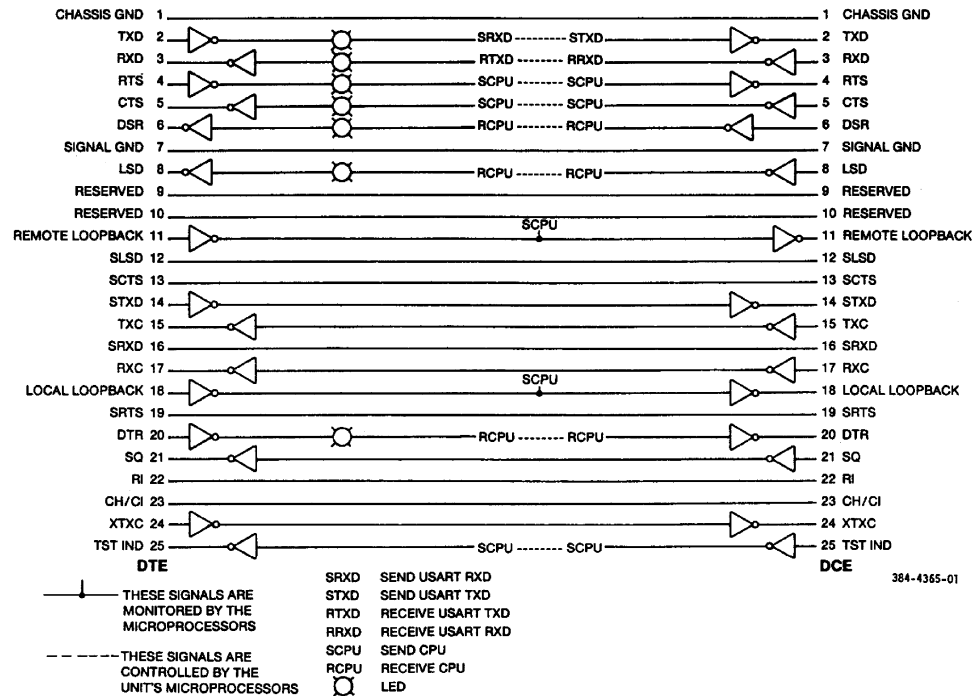 CHASSIS GND 1 1 CHASSIS GND
TXD 2 SRXD STXD 2 TXD
RXD 3 RTXD RRXD 3 RXD
RTS 4 SCPU SCPU 4 RTS
CTS 5 SCPU SCPU 5 CTS
DSR 6 RCPU RCPU 6 DSR
SIGNAL GND 7 7 SIGNAL GND
LSD 8 RCPU RCPU 8 LSD
RESERVED 9 9 RESERVED
RESERVED 10 10 RESERVED
SCPU
REMOTE LOOPBACK 11 11 REMOTE LOOPBACK
SLSD 12 12 SLSD
SCTS 13 13 SCTS
STXD 14 14 STXD
TXC 15 15 TXC
SRXD 16 16 SRXD
RXC 17 17 RXC
SCPU
LOCAL LOOPBACK 18 18 LOCAL LOOPBACK
SRTS 19 19 SRTS
DTR 20 RCPU RCPU 20 DTR
SQ 21 21 SQ
RI 22 22 RI
CH/CI 23 23 CH/CI
XTXC 24 24 XTXC
TST IND 25 SCPU SCPU 25 TST IND
DTE DCE
384-4365-01
THESE SIGNALS ARE
MONITORED BY THE
MICROPROCESSORS
THESE SIGNALS ARE
CONTROLLED BY THE
UNIT'S MICROPROCESSORS
SRXD SEND USART RXD
STXD SEND USART TXD
RTXD RECEIVE USART TXD
RRXD RECEIVE USART RXD
SCPU SEND CPU
RCPU RECEIVE CPU
LED